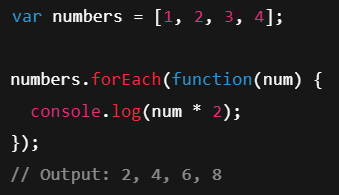 var numbers = [1, 2, 3, 4];
numbers.forEach(function(num) {
  console.log(num * 2);
});
// Output: 2, 4, 6, 8